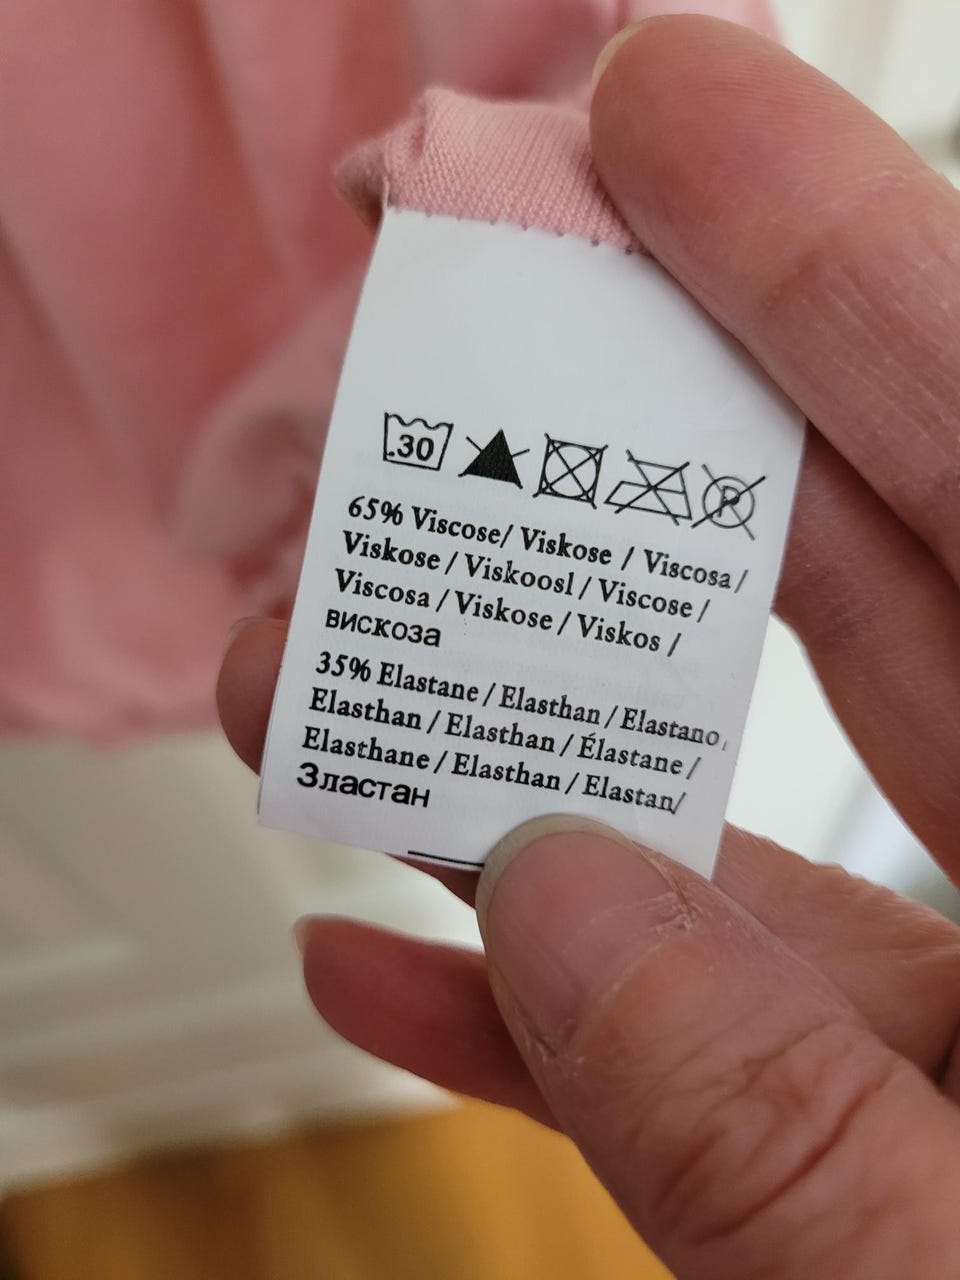 .30
P
65% Viscose/ Viskose / Viscosa /
Viskose / Viskoosl / Viscose /
Viscosa / Viskose / Viskos /
вискоза
35% Elastane / Elasthan / Elastano,
Elasthan / Elasthan / Élastane /
Elasthane / Elasthan / Elastan/
Зластан